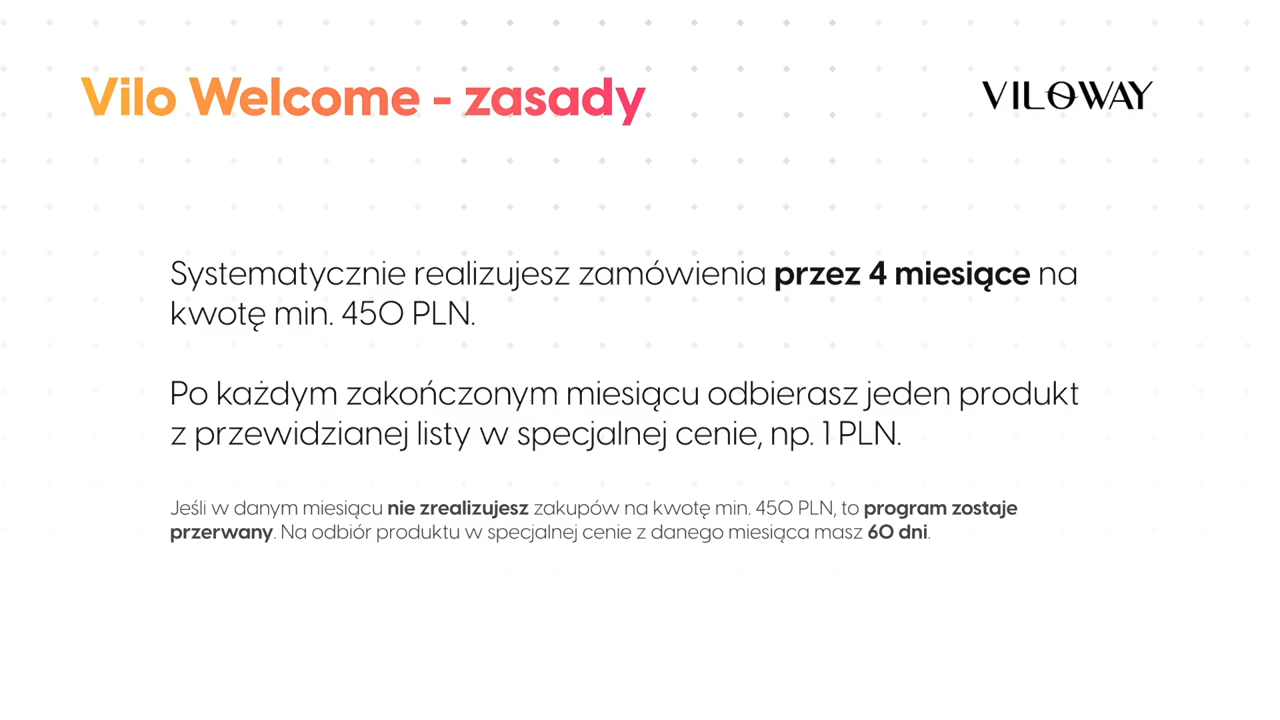 Vilo Welcome - zasady
VILOWAY
Systematycznie realizujesz zamówienia przez 4 miesiące na
kwotę min. 450 PLN.
Po każdym zakończonym miesiącu odbierasz jeden produkt
z przewidzianej listy w specjalnej cenie, np. 1 PLN.
Jeśli w danym miesiącu nie zrealizujesz zakupów na kwotę min. 450 PLN, to program zostaje
przerwany. Na odbiór produktu w specjalnej cenie z danego miesiąca masz 60 dni.